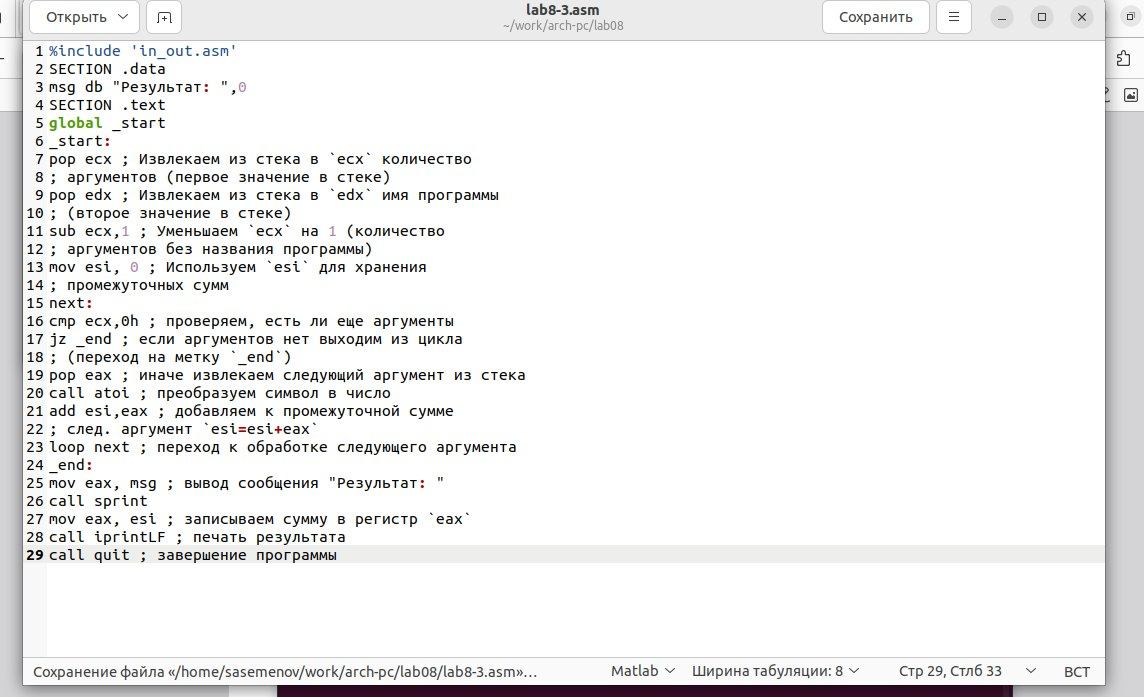 Открыть
lab8-3.asm
~/work/arch-pc/lab08
Сохранить
1 %include 'in_out.asm'
2 SECTION .data
3 msg db "Результат: ",0
4 SECTION .text
5 global _start
6 _start:
7 pop ecx ; Извлекаем из стека в `ecx` количество
8 ; аргументов (первое значение в стеке)
9 pop edx ; Извлекаем из стека в `edx` имя программы
10 ; (второе значение в стеке)
11 sub ecx,1 ; Уменьшаем `ecx` на 1 (количество
12 ; аргументов без названия программы)
13 mov esi, 0 ; Используем `esi` для хранения
14 ; промежуточных сумм
15 next:
16 cmp ecx,0h ; проверяем, есть ли еще аргументы
17 jz _end ; если аргументов нет выходим из цикла
18 ; (переход на метку `_end`)
19 pop eax ; иначе извлекаем следующий аргумент из стека
20 call atoi ; преобразуем символ в число
21 add esi,eax ; добавляем к промежуточной сумме
22 ; след. аргумент `esi=esi+eax`
23 loop next ; переход к обработке следующего аргумента
24 _end:
25 mov eax, msg ; вывод сообщения "Результат: "
26 call sprint
27 mov eax, esi ; записываем сумму в регистр `eax`
28 call iprintLF ; печать результата
29 call quit ; завершение программы
Сохранение файла «/home/sasemenov/work/arch-pc/lab08/lab8-3.asm»… Matlab Ширина табуляции: 8 Стр 29, Стлб 33 ВСТ